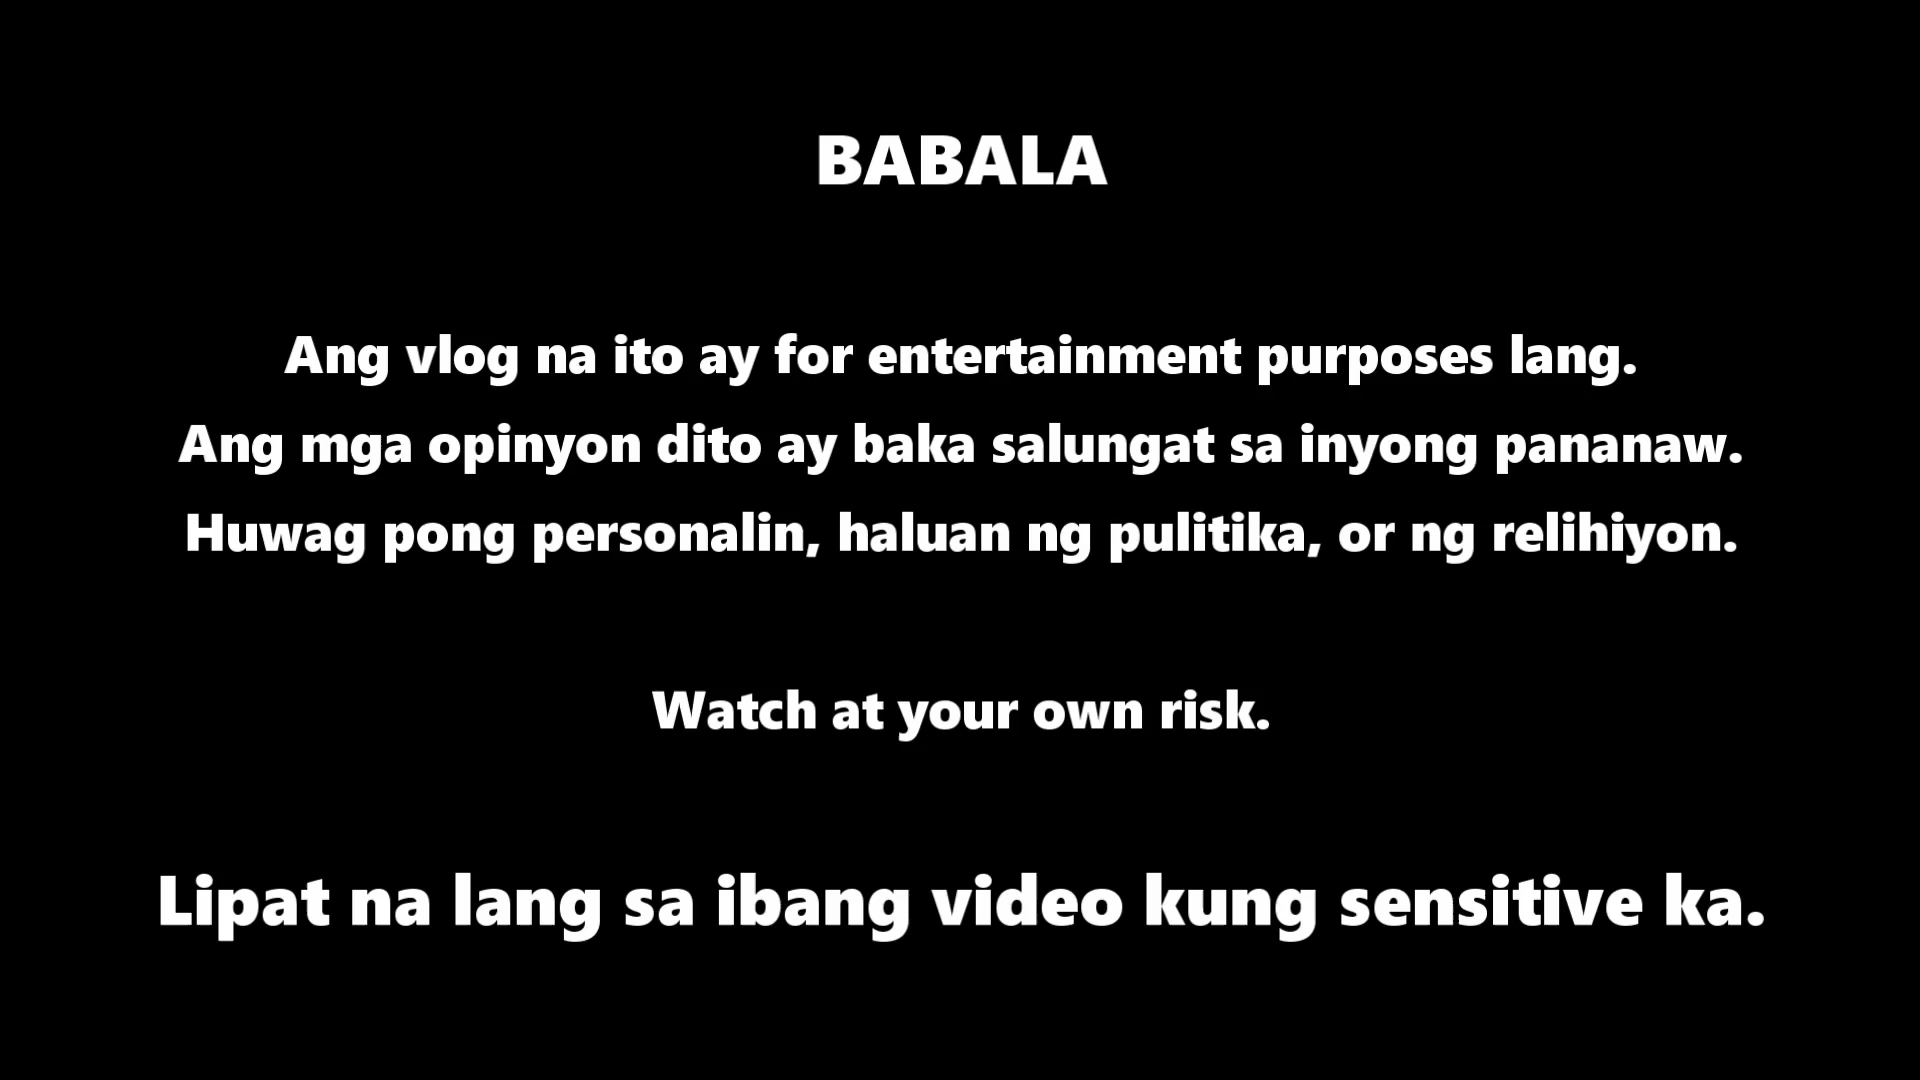 BABALA
Ang vlog na ito ay for entertainment purposes lang.
Ang mga opinyon dito ay baka salungat sa inyong pananaw.
Huwag pong personalin, haluan ng pulitika, or ng relihiyon.
Watch at your own risk.
Lipat na lang sa ibang video kung sensitive ka.